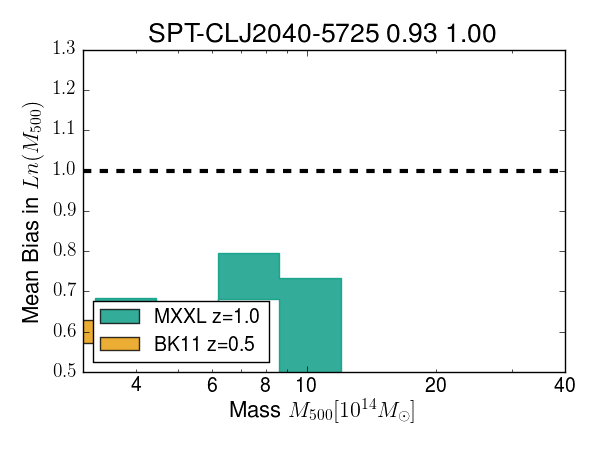 SPT-CLJ2040-5725 0.93 1.00
1.3
1.2
1.1
1.0
0.9
0.8
0.7
0.6
0.5
Mean Bias in Ln(M₅₀₀)
MXXL z=1.0
BK11 z=0.5
4 6 8 10 20 40
Mass M₅₀₀[10¹⁴M☉]